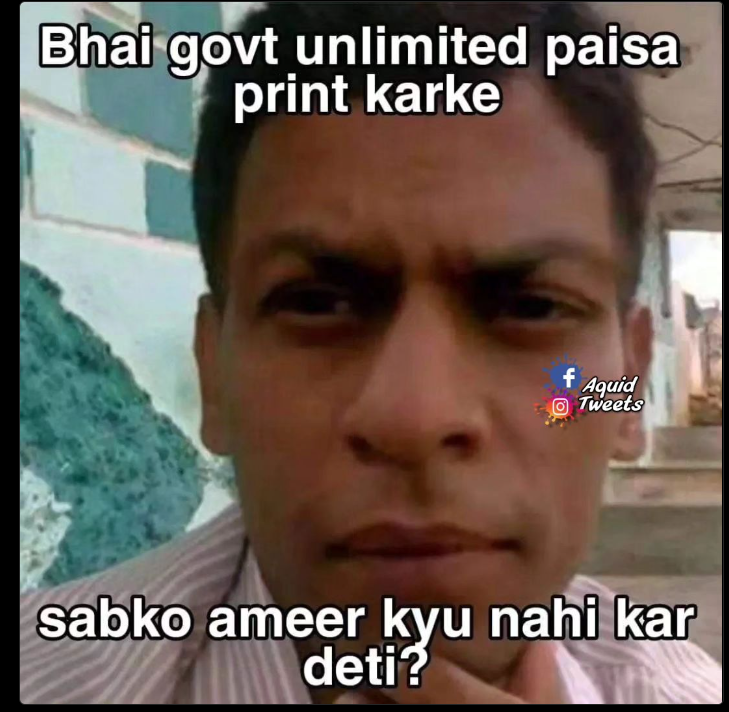 Bhai govt unlimited paisa
print karke
Aquid
Tweets
sabko ameer kyu nahi kar
deti?